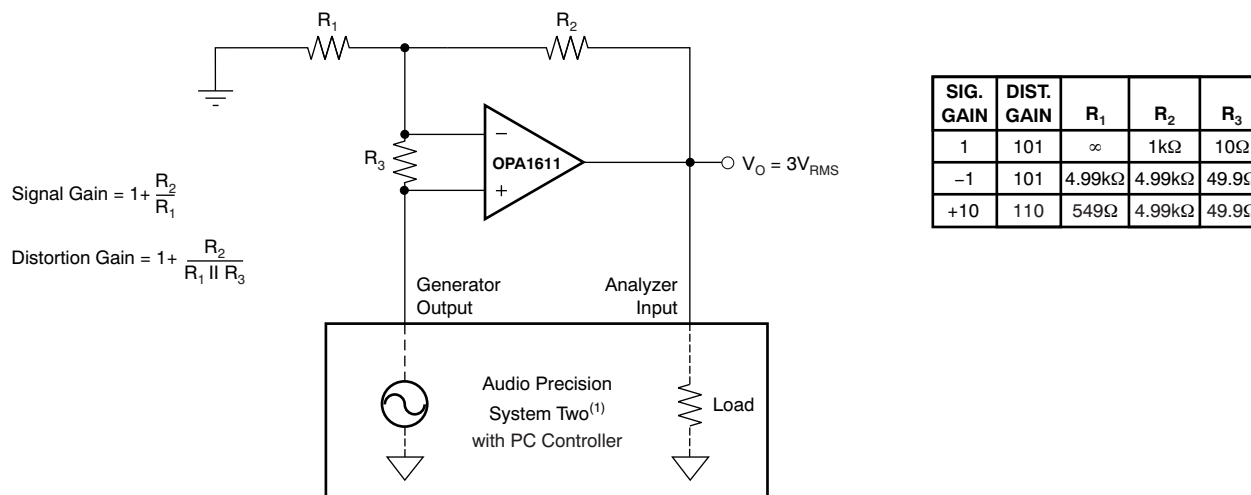 R1
R2
R3
−
OPA1611
+
VO = 3VRMS
Signal Gain = 1+ R2
R1
Distortion Gain = 1+ R2
R1 II R3
Generator
Output
Analyzer
Input
Audio Precision
System Two(1)
with PC Controller
Load
SIG. GAIN DIST. GAIN R1 R2 R3
1 101 ∞ 1kΩ 10Ω
−1 101 4.99kΩ 4.99kΩ 49.9Ω
+10 110 549Ω 4.99kΩ 49.9Ω